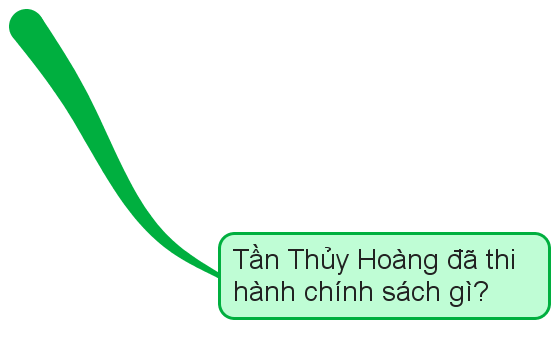 Tần Thủy Hoàng đã thi
hành chính sách gì?